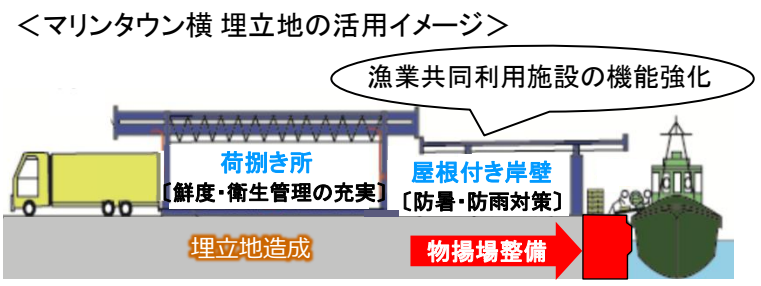 ＜マリンタウン横 埋立地の活用イメージ＞
漁業共同利用施設の機能強化
荷捌き所
〔鮮度・衛生管理の充実〕
屋根付き岸壁
〔防暑・防雨対策〕
埋立地造成
物揚場整備